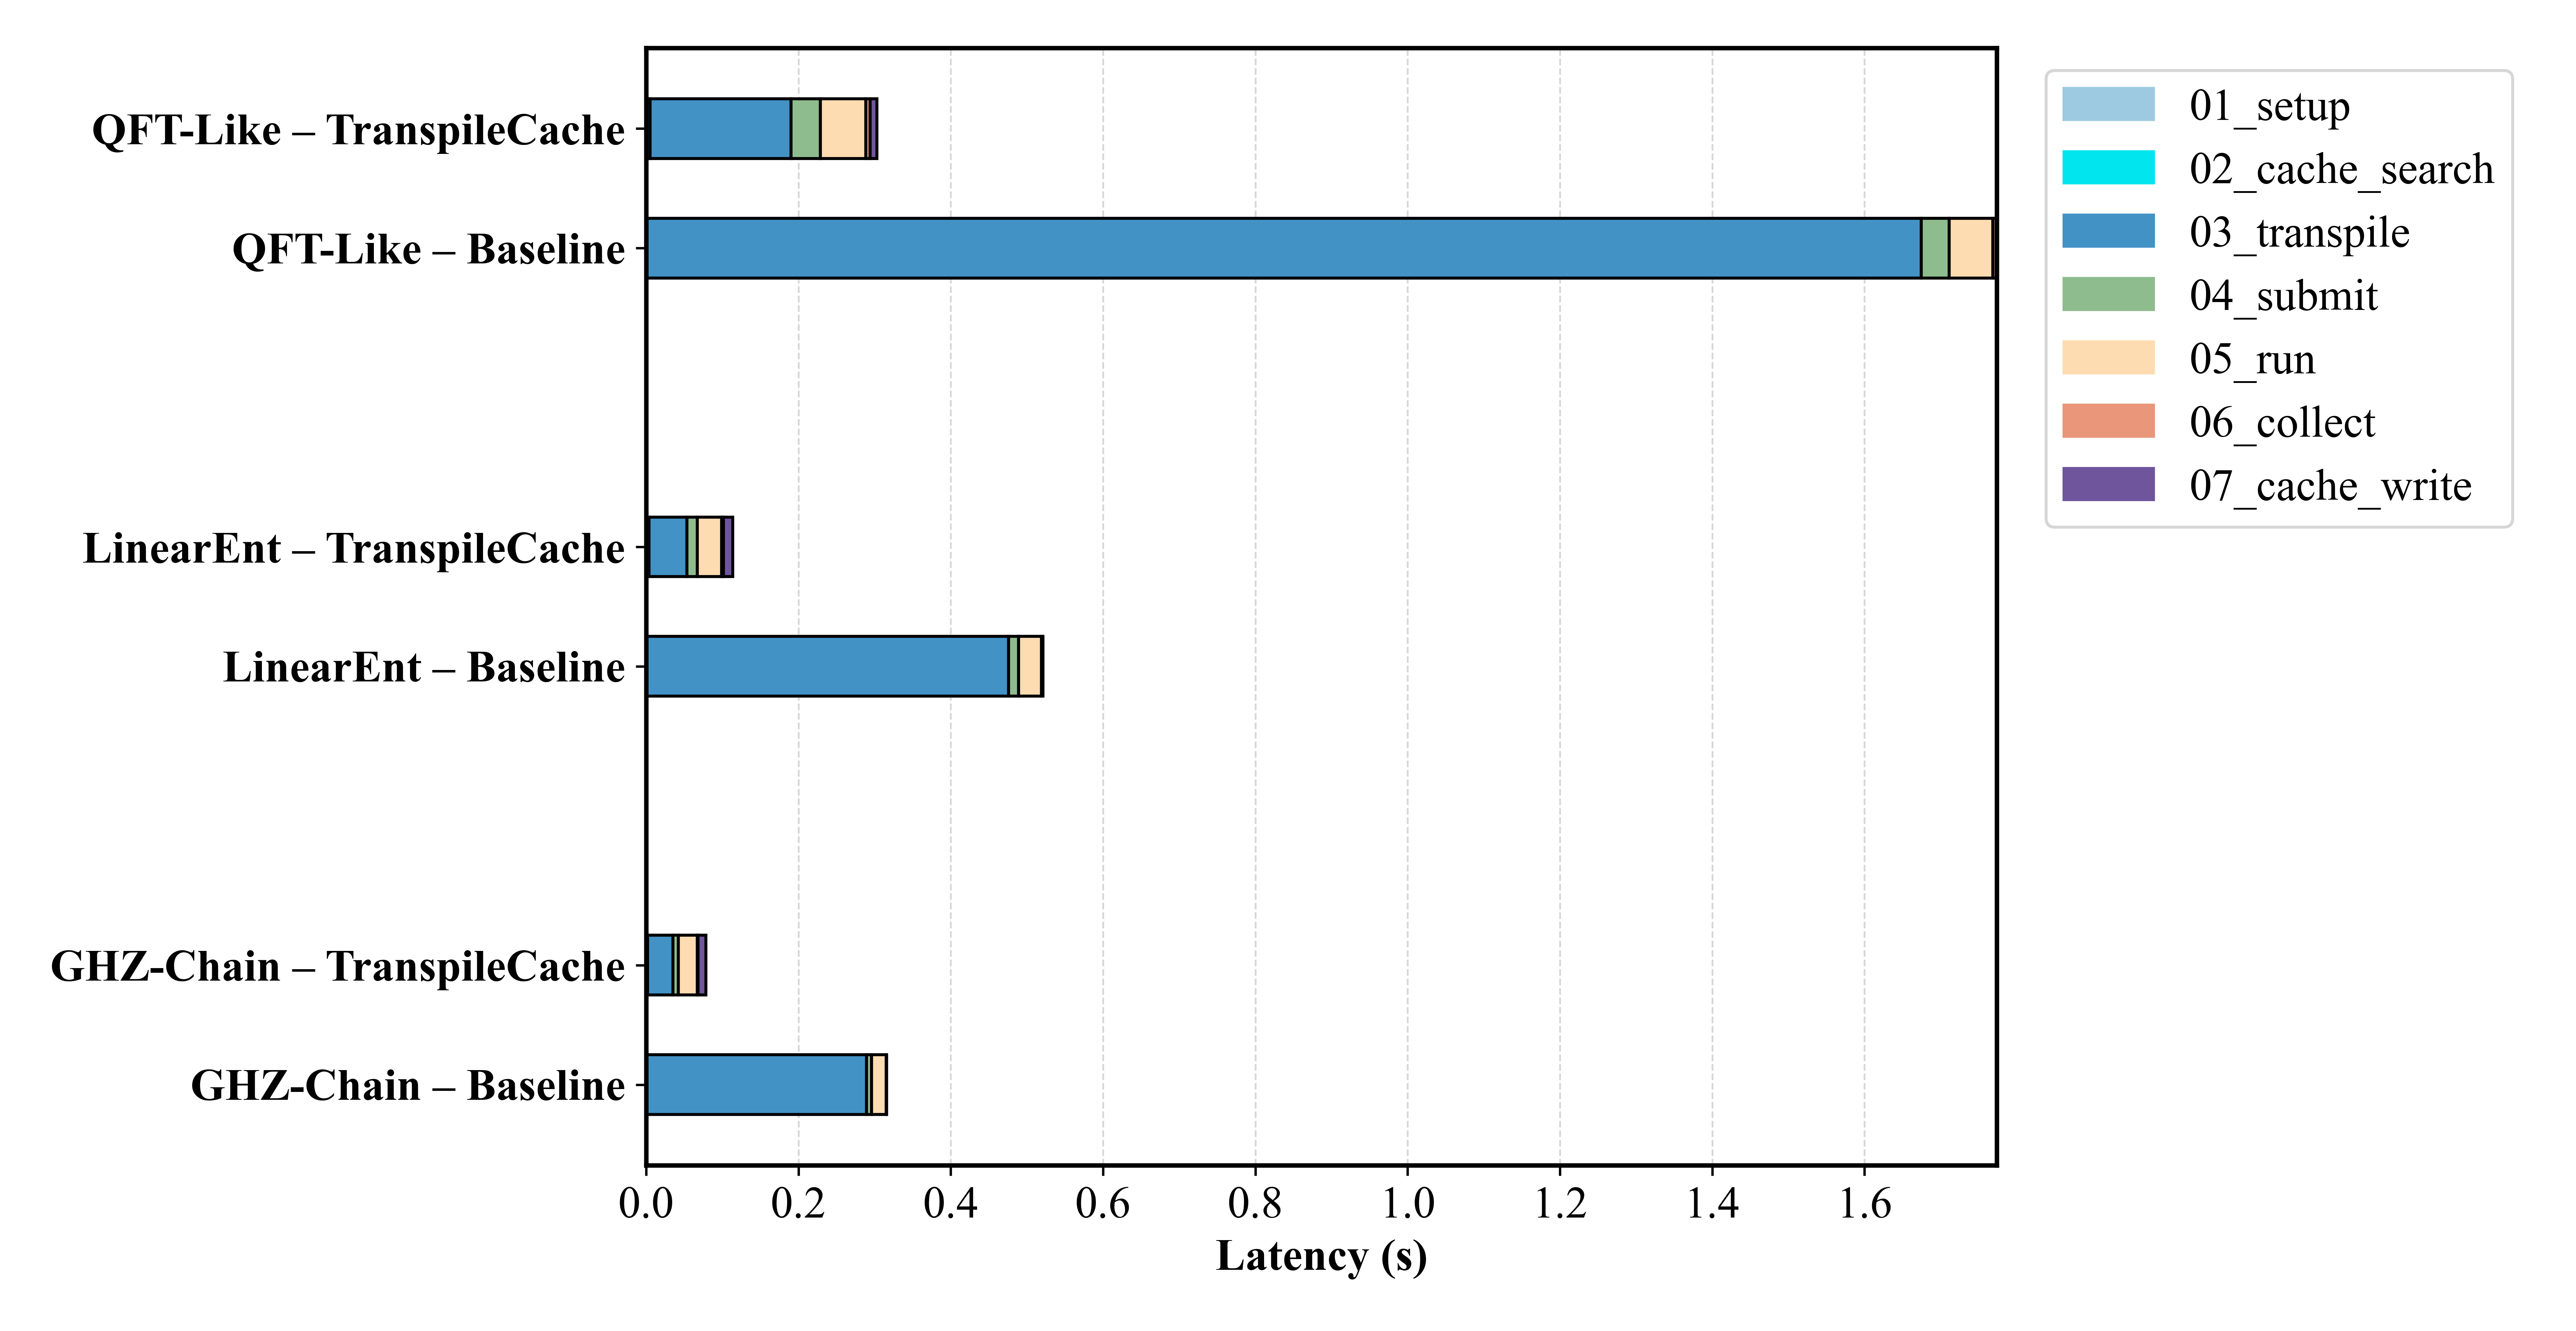 QFT-Like – TranspileCache
QFT-Like – Baseline
LinearEnt – TranspileCache
LinearEnt – Baseline
GHZ-Chain – TranspileCache
GHZ-Chain – Baseline
0.0 0.2 0.4 0.6 0.8 1.0 1.2 1.4 1.6
Latency (s)
01_setup
02_cache_search
03_transpile
04_submit
05_run
06_collect
07_cache_write